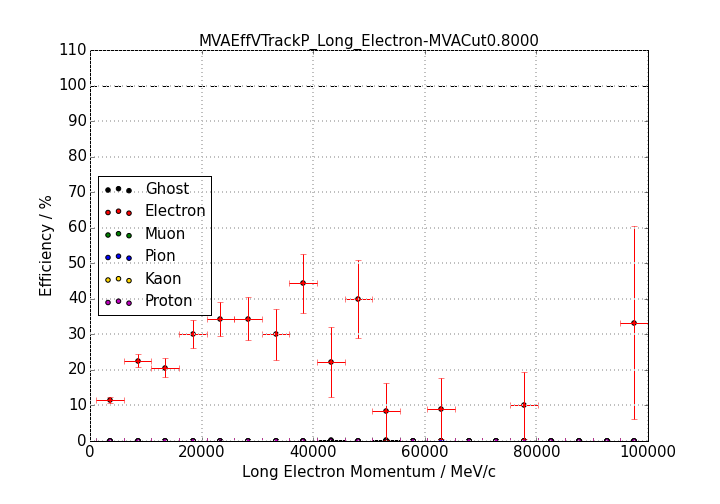 MVAEffVTrackP_Long_Electron-MVACut0.8000
110
100
90
80
70
60
50
40
30
20
10
0
Efficiency / %
Ghost
Electron
Muon
Pion
Kaon
Proton
0 20000 40000 60000 80000 100000
Long Electron Momentum / MeV/c